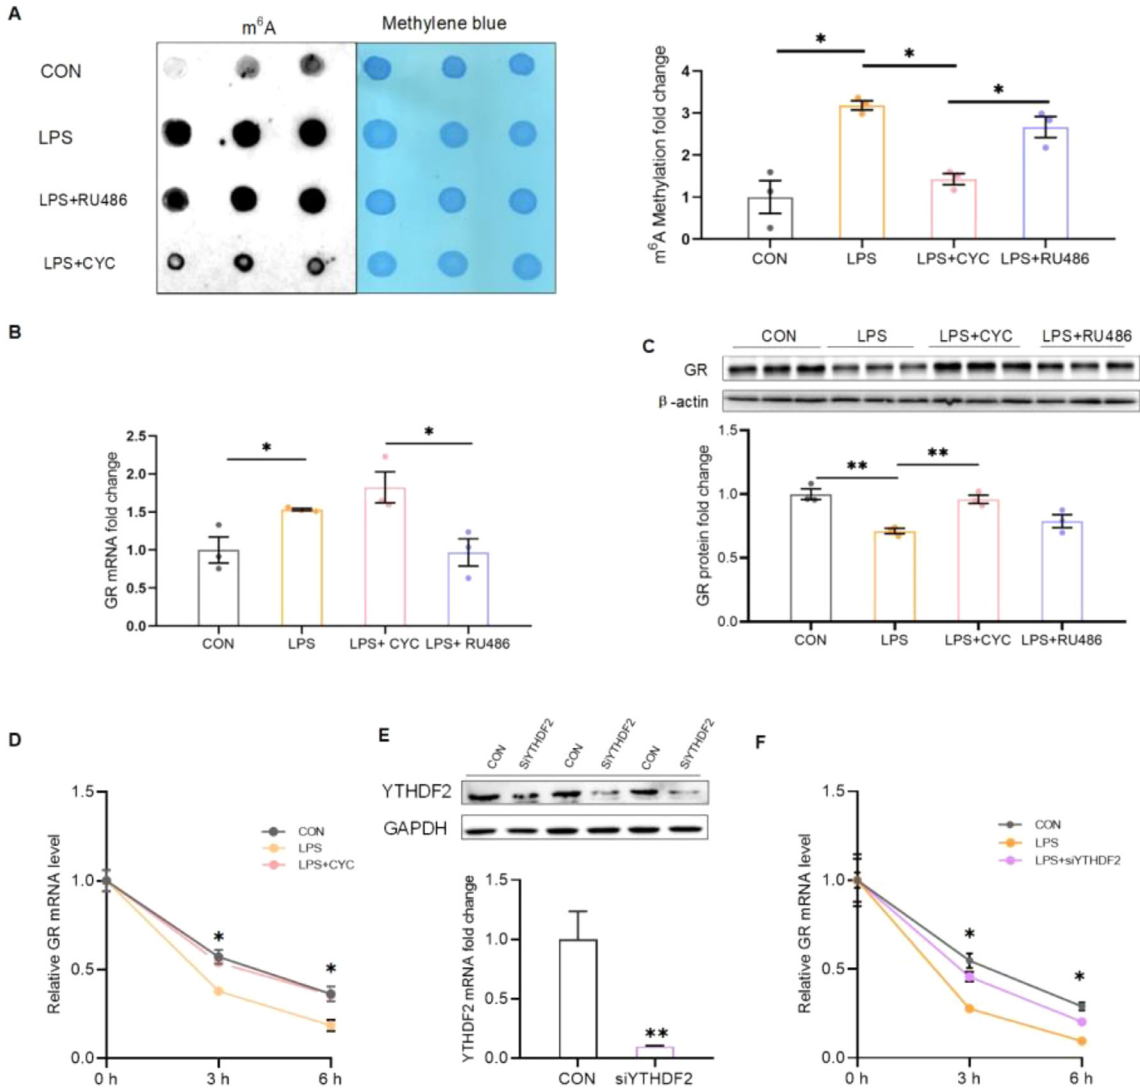 A
m6A
Methylene blue
CON
LPS
LPS+RU486
LPS+CYC
m6A Methylation fold change
4
3
2
1
0
*
*
*
CON LPS LPS+CYC LPS+RU486
B
GR mRNA fold change
2.5
2.0
1.5
1.0
0.5
0.0
*
*
CON LPS LPS+ CYC LPS+ RU486
C
CON LPS LPS+CYC LPS+RU486
GR
β-actin
GR protein fold change
1.5
1.0
0.5
0.0
**
**
CON LPS LPS+CYC LPS+RU486
D
Relative GR mRNA level
1.5
1.0
0.5
0.0
CON
LPS
LPS+CYC
*
*
0 h 3 h 6 h
E
CON SiYTHDF2 CON SiYTHDF2 CON SiYTHDF2
YTHDF2
GAPDH
YTHDF2 mRNA fold change
1.5
1.0
0.5
0.0
**
CON siYTHDF2
F
Relative GR mRNA level
1.5
1.0
0.5
0.0
CON
LPS
LPS+siYTHDF2
*
*
0 h 3 h 6 h